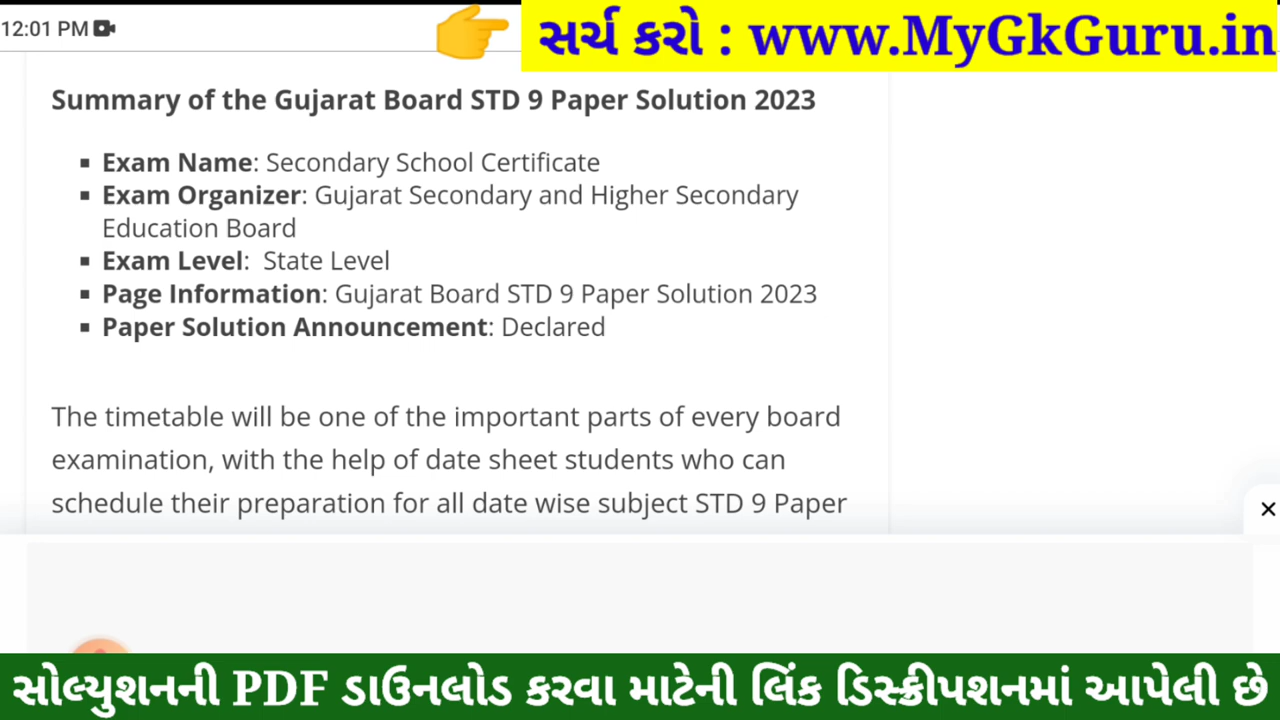 12:01 PM
સર્ચ કરો : www.MyGkGuru.in
Summary of the Gujarat Board STD 9 Paper Solution 2023
▪ Exam Name: Secondary School Certificate
▪ Exam Organizer: Gujarat Secondary and Higher Secondary
Education Board
▪ Exam Level: State Level
▪ Page Information: Gujarat Board STD 9 Paper Solution 2023
▪ Paper Solution Announcement: Declared
The timetable will be one of the important parts of every board
examination, with the help of date sheet students who can
schedule their preparation for all date wise subject STD 9 Paper
સોલ્યુશનની PDF ડાઉનલોડ કરવા માટેની લિંક ડિસ્ક્રીપશનમાં આપેલી છે